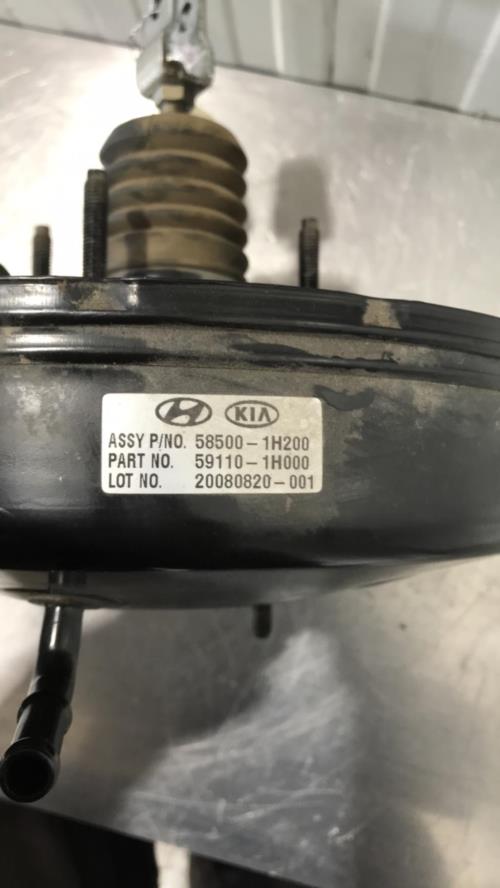 KIA
ASSY P/NO. 58500-1H200
PART NO. 59110-1H000
LOT NO. 20080820-001